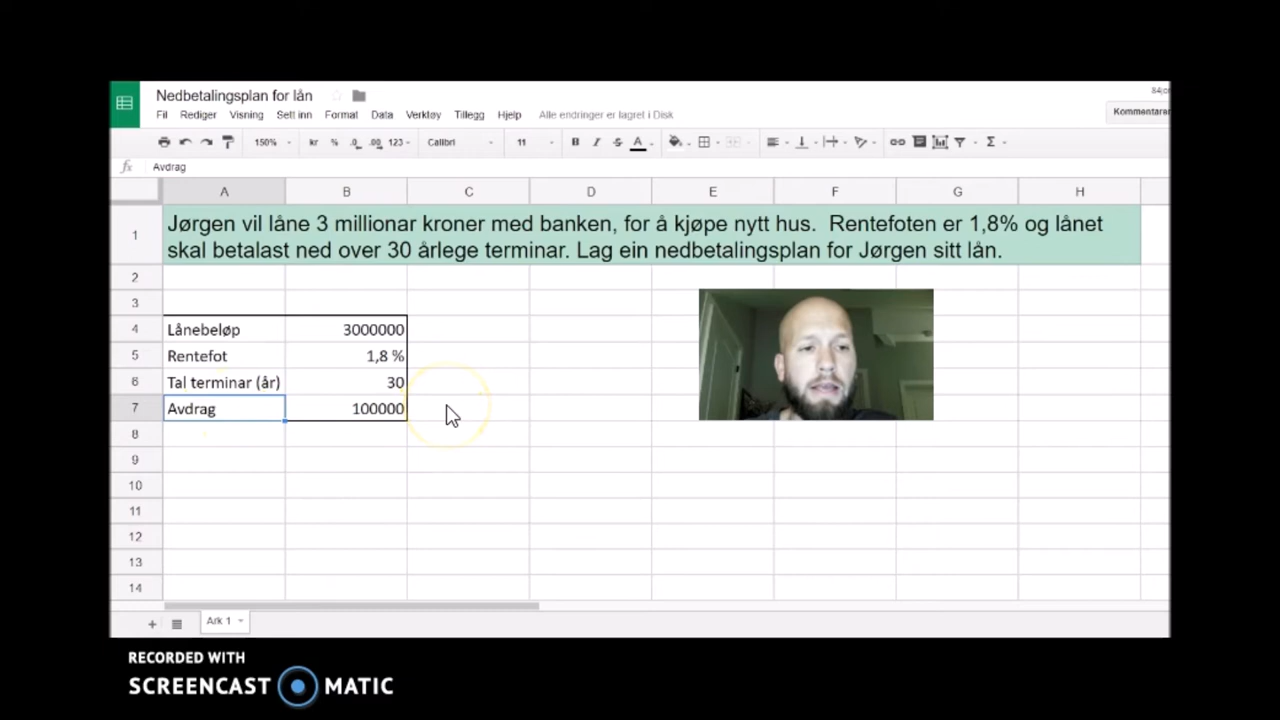 Nedbetalingsplan for lån
Fil Rediger Visning Sett inn Format Data Verktøy Tillegg Hjelp Alle endringer er lagret i Disk
Kommentarer
150% kr % .0 .00 123 Calibri 11 B I S A Σ
fx Avdrag
A B C D E F G H
1 Jørgen vil låne 3 millionar kroner med banken, for å kjøpe nytt hus. Rentefoten er 1,8% og lånet
skal betalast ned over 30 årlege terminar. Lag ein nedbetalingsplan for Jørgen sitt lån.
2
3
4 Lånebeløp 3000000
5 Rentefot 1,8 %
6 Tal terminar (år) 30
7 Avdrag 100000
8
9
10
11
12
13
14
+ Ark 1
RECORDED WITH
SCREENCAST MATIC